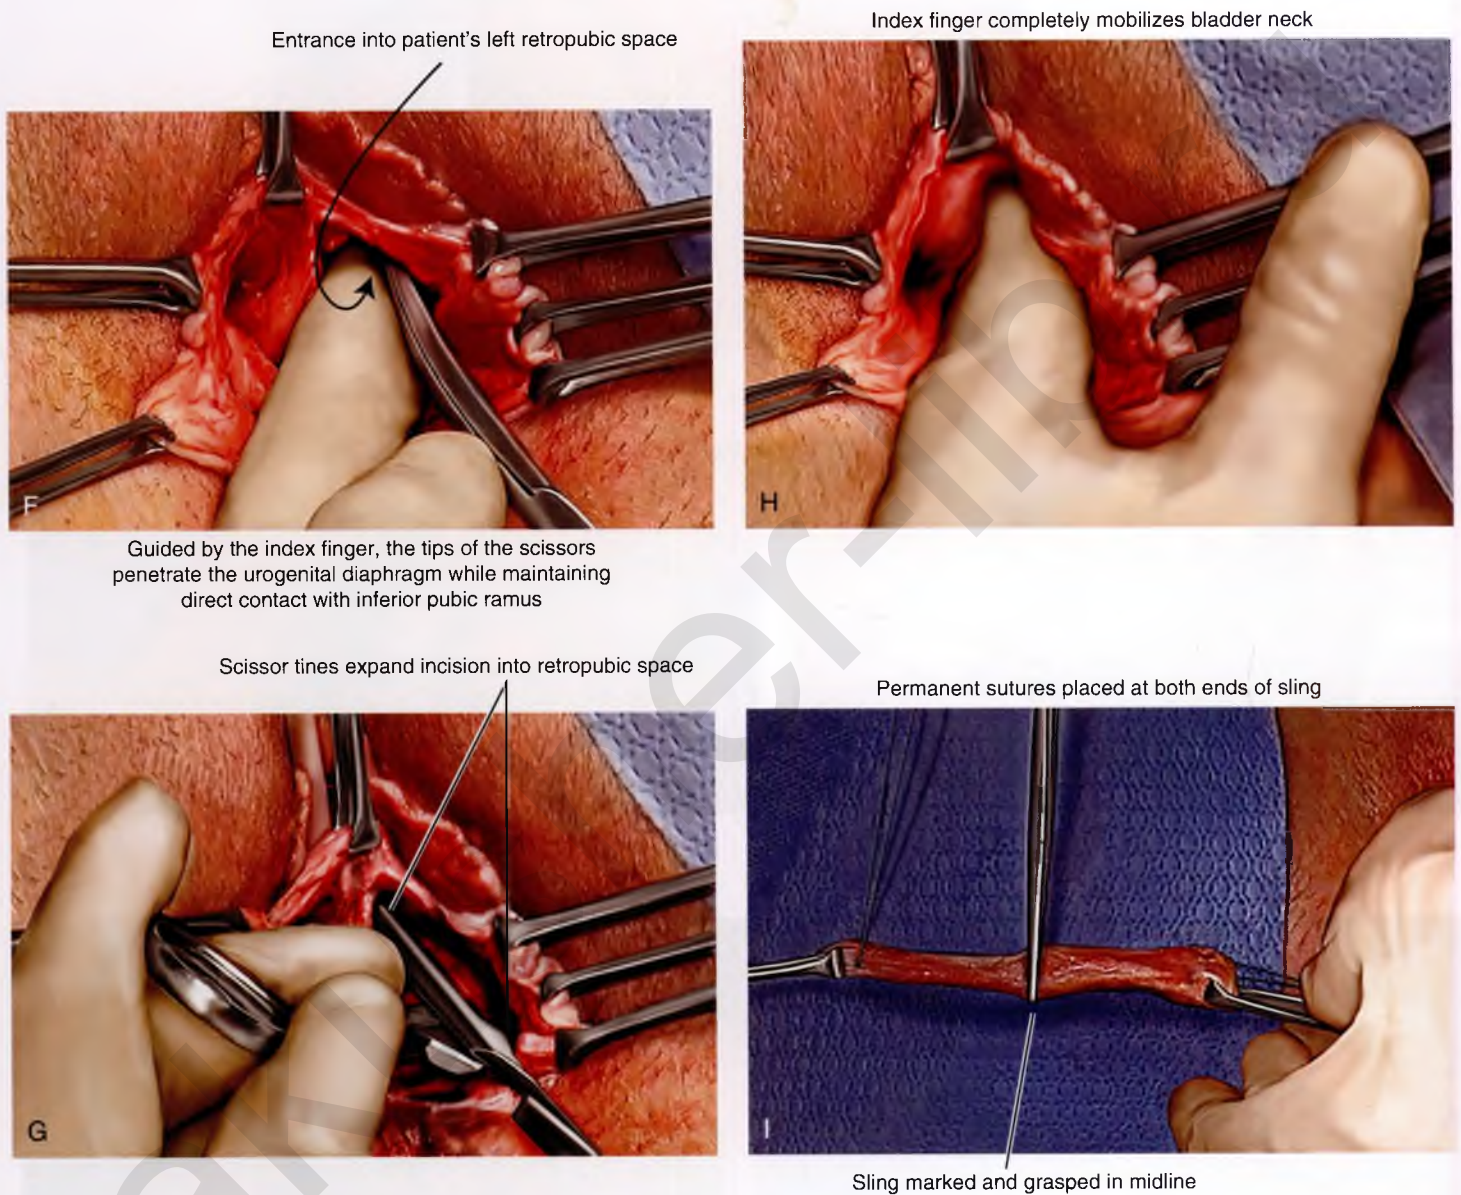 Entrance into patient's left retropubic space
F
Guided by the index finger, the tips of the scissors
penetrate the urogenital diaphragm while maintaining
direct contact with inferior pubic ramus
Scissor tines expand incision into retropubic space
G
Index finger completely mobilizes bladder neck
H
Permanent sutures placed at both ends of sling
I
Sling marked and grasped in midline